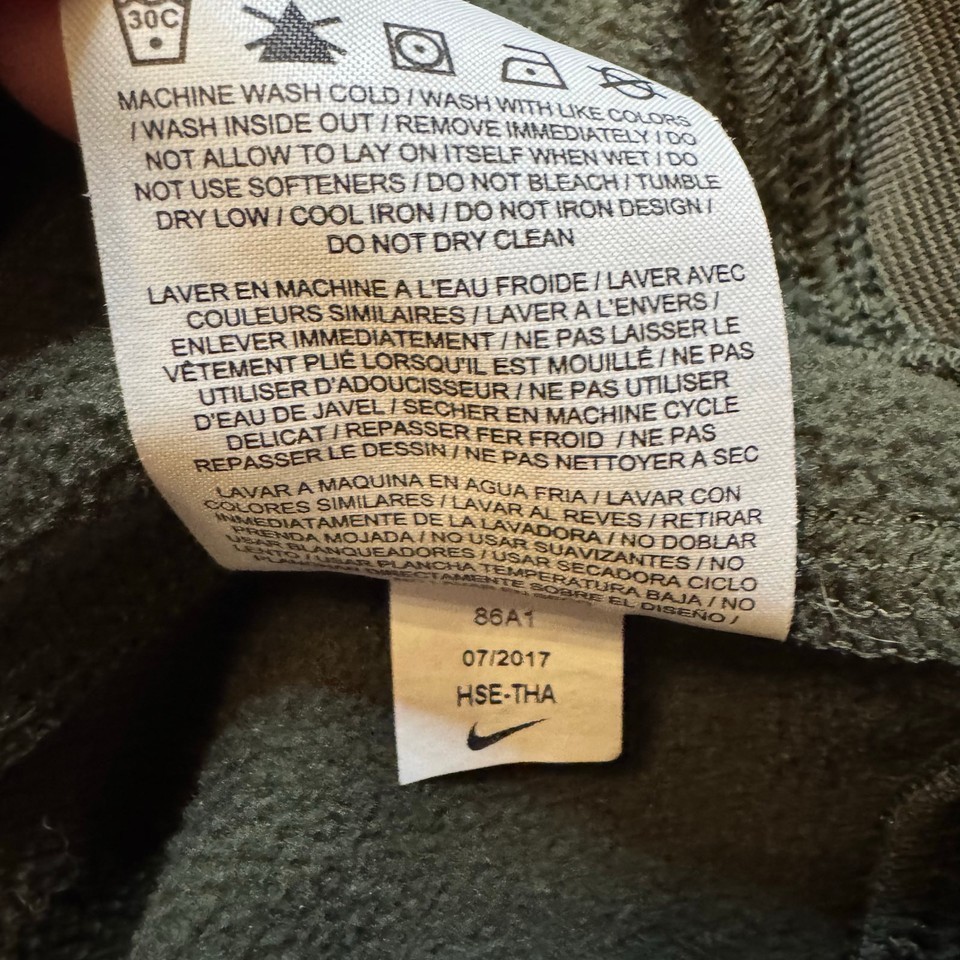 30C
MACHINE WASH COLD / WASH WITH LIKE COLORS
/ WASH INSIDE OUT / REMOVE IMMEDIATELY / DO
NOT ALLOW TO LAY ON ITSELF WHEN WET / DO
NOT USE SOFTENERS / DO NOT BLEACH / TUMBLE
DRY LOW / COOL IRON / DO NOT IRON DESIGN /
DO NOT DRY CLEAN
LAVER EN MACHINE A L'EAU FROIDE / LAVER AVEC
COULEURS SIMILAIRES / LAVER A L'ENVERS /
ENLEVER IMMEDIATEMENT / NE PAS LAISSER LE
VÊTEMENT PLIÉ LORSQU'IL EST MOUILLÉ / NE PAS
UTILISER D'ADOUCISSEUR / NE PAS UTILISER
D'EAU DE JAVEL / SECHER EN MACHINE CYCLE
DELICAT / REPASSER FER FROID / NE PAS
REPASSER LE DESSIN / NE PAS NETTOYER A SEC
LAVAR A MAQUINA EN AGUA FRIA / LAVAR CON
COLORES SIMILARES / LAVAR AL REVES / RETIRAR
INMEDIATAMENTE DE LA LAVADORA / NO DOBLAR
PRENDA MOJADA / NO USAR SUAVIZANTES / NO
USAR BLANQUEADORES / USAR SECADORA CICLO
LENTO / USAR PLANCHA TEMPERATURA BAJA / NO
SOBRE EL DISEÑO /
86A1
07/2017
HSE-THA